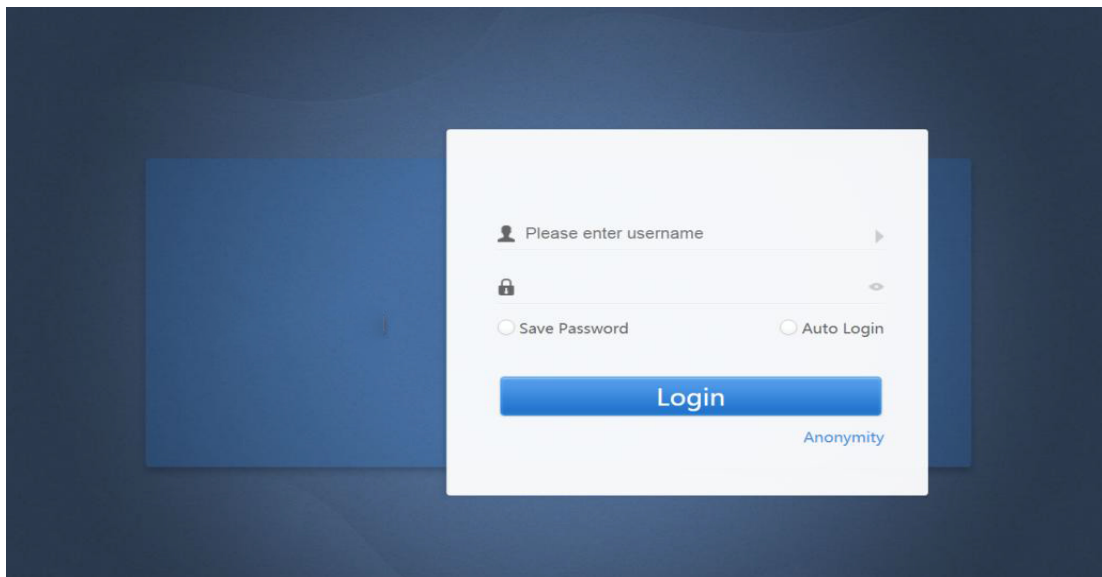 Please enter username
Save Password
Auto Login
Login
Anonymity